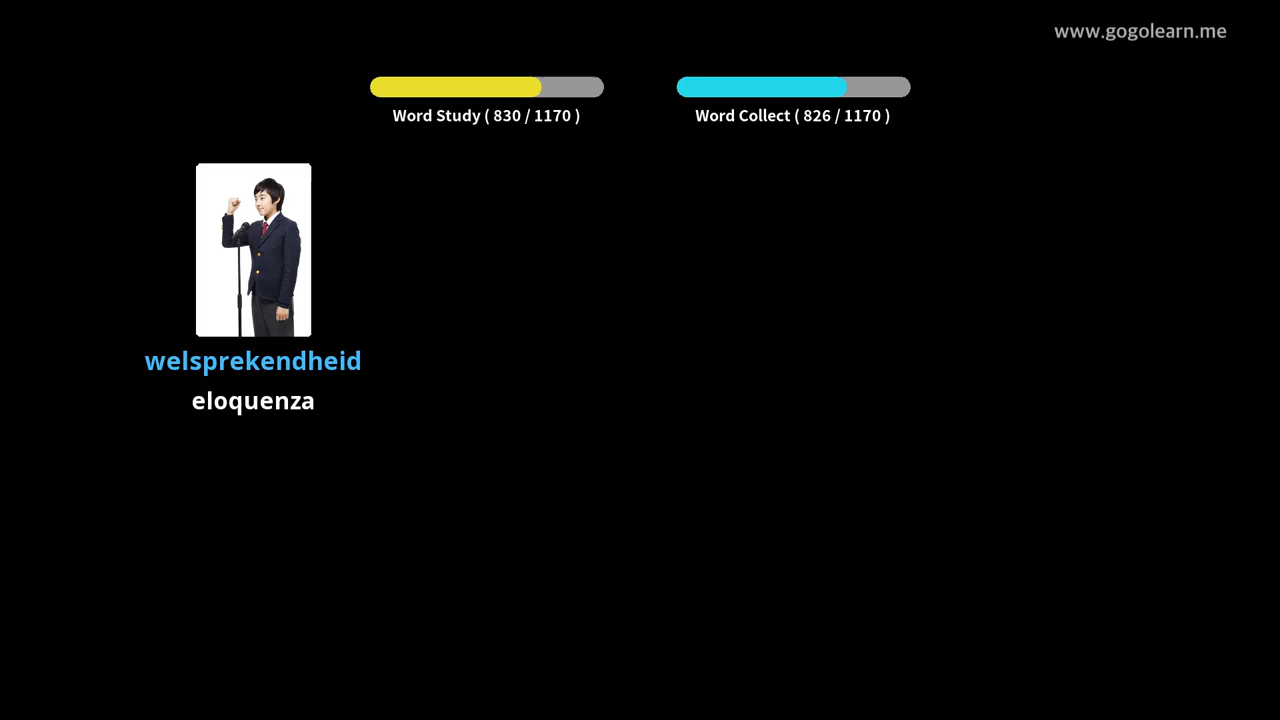 www.gogolearn.me
Word Study ( 830 / 1170 )
Word Collect ( 826 / 1170 )
welsprekendheid
eloquenza